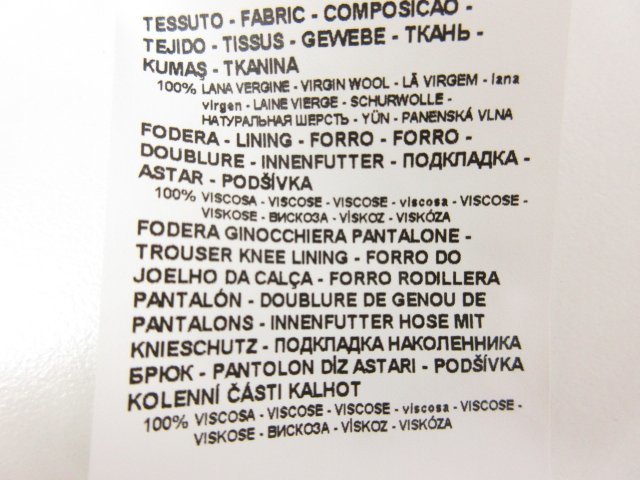 TESSUTO - FABRIC - COMPOSICAO -
TEJIDO - TISSUS - GEWEBE - ТКАНЬ -
KUMAŞ - TKANINA
100% LANA VERGINE - VIRGIN WOOL - LÃ VIRGEM - lana
virgen - LAINE VIERGE - SCHURWOLLE -
НАТУРАЛЬНАЯ ШЕРСТЬ - YÜN - PANENSKÁ VLNA
FODERA - LINING - FORRO - FORRO -
DOUBLURE - INNENFUTTER - ПОДКЛАДКА -
ASTAR - PODŠÍVKA
100% VISCOSA - VISCOSE - VISCOSE - viscosa - VISCOSE -
VISKOSE - ВИСКОЗА - VİSKOZ - VISKÓZA
FODERA GINOCCHIERA PANTALONE -
TROUSER KNEE LINING - FORRO DO
JOELHO DA CALÇA - FORRO RODILLERA
PANTALÓN - DOUBLURE DE GENOU DE
PANTALONS - INNENFUTTER HOSE MIT
KNIESCHUTZ - ПОДКЛАДКА НАКОЛЕННИКА
БРЮК - PANTOLON DİZ ASTARI - PODŠÍVKA
KOLENNÍ ČÁSTI KALHOT
100% VISCOSA - VISCOSE - VISCOSE - viscosa - VISCOSE -
VISKOSE - ВИСКОЗА - VİSKOZ - VISKÓZA